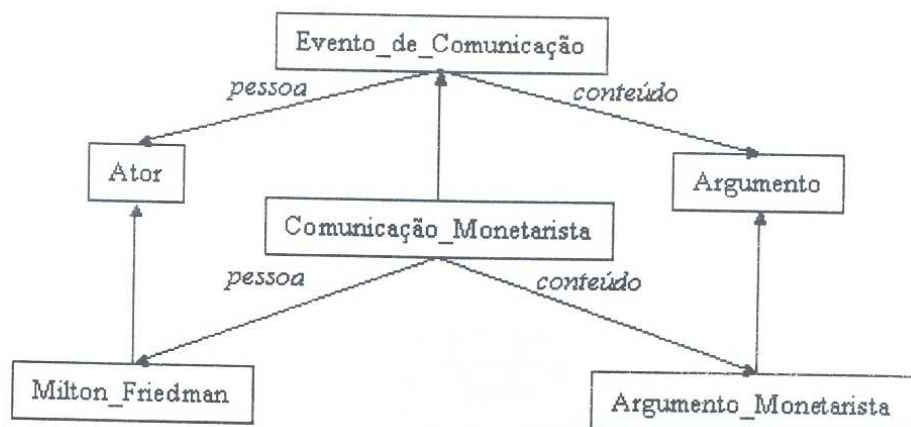 Evento_de_Comunicação
pessoa
conteúdo
Ator
Argumento
Comunicação_Monetarista
pessoa
conteúdo
Milton_Friedman
Argumento_Monetarista